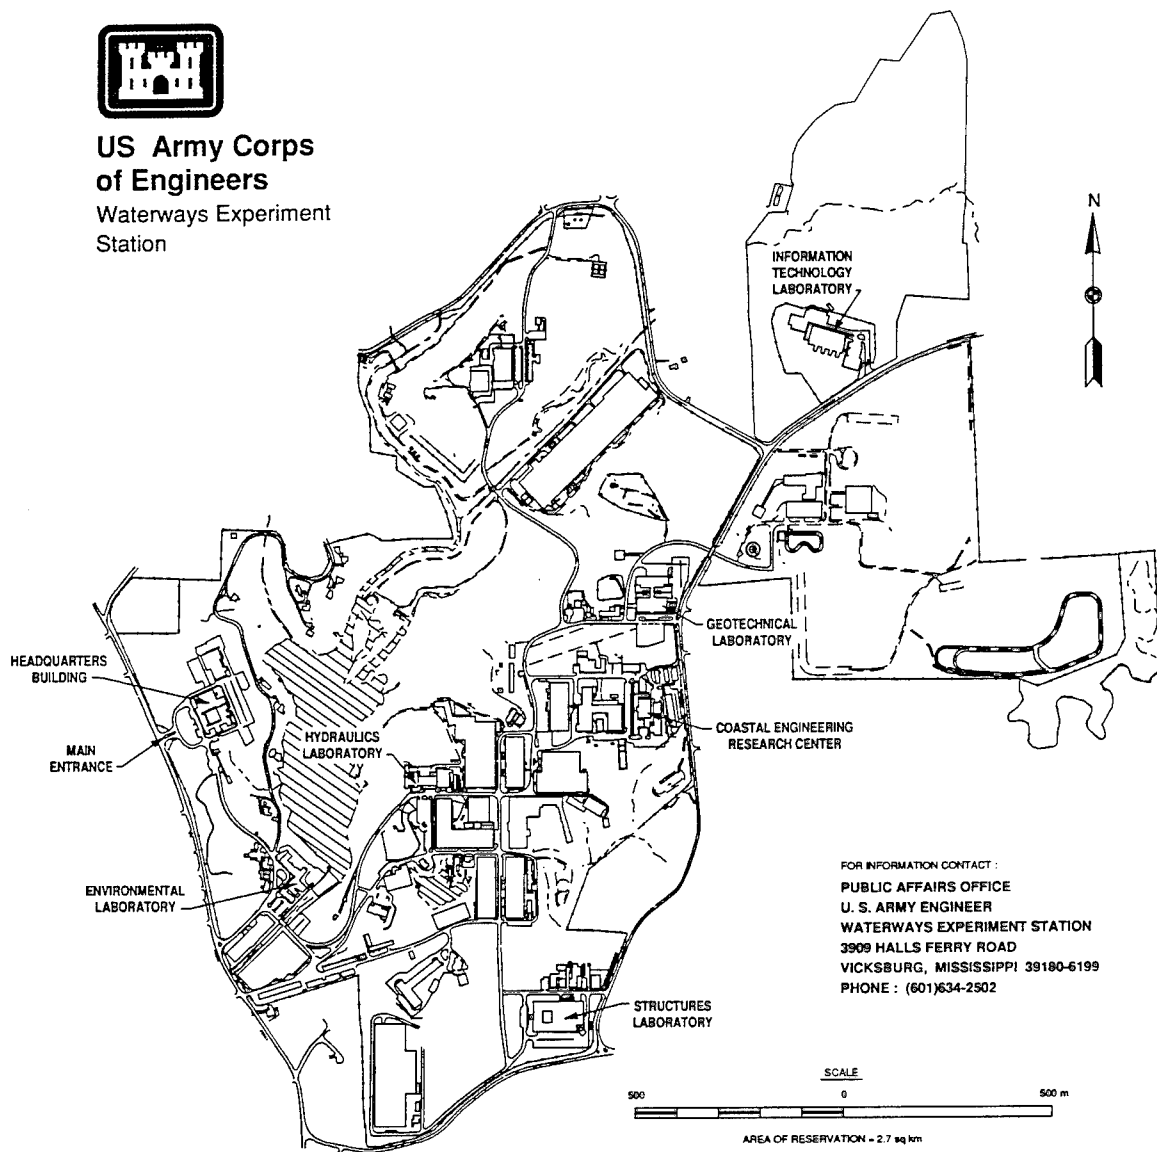 US Army Corps
of Engineers
Waterways Experiment
Station
N
INFORMATION
TECHNOLOGY
LABORATORY
GEOTECHNICAL
LABORATORY
HEADQUARTERS
BUILDING
HYDRAULICS
LABORATORY
COASTAL ENGINEERING
RESEARCH CENTER
MAIN
ENTRANCE
ENVIRONMENTAL
LABORATORY
FOR INFORMATION CONTACT :
PUBLIC AFFAIRS OFFICE
U. S. ARMY ENGINEER
WATERWAYS EXPERIMENT STATION
3909 HALLS FERRY ROAD
VICKSBURG, MISSISSIPPI 39180-6199
PHONE : (601)634-2502
STRUCTURES
LABORATORY
SCALE
500 0 500 m
AREA OF RESERVATION = 2.7 sq km